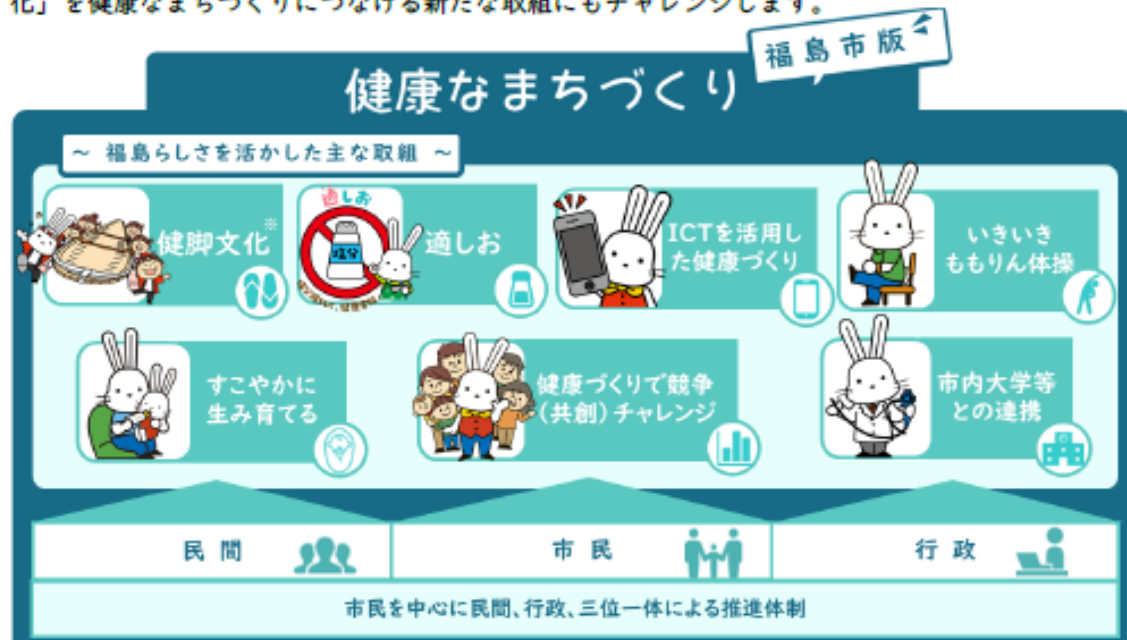 化」を健康なまちづくりにつなげる新たな取組にもチャレンジします。
福島市版
健康なまちづくり
～ 福島らしさを活かした主な取組 ～
健脚文化※
適しお
塩分
適しお
ICTを活用し
た健康づくり
いきいき
ももりん体操
すこやかに
生み育てる
健康づくりで競争
(共創)チャレンジ
市内大学等
との連携
民間
市民
行政
市民を中心に民間、行政、三位一体による推進体制